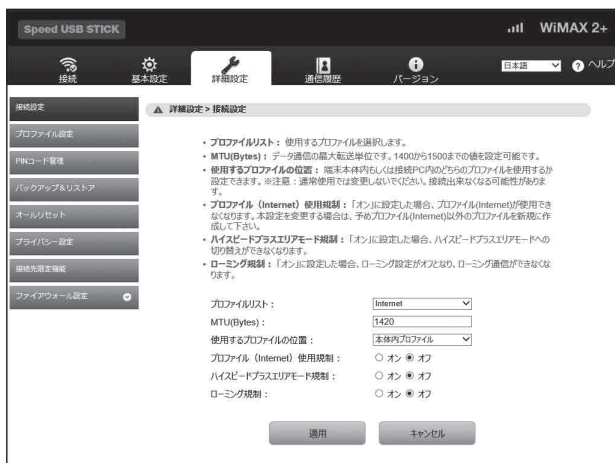 Speed USB STICK
WiMAX 2+
接続
基本設定
詳細設定
通信履歴
バージョン
日本語
ヘルプ
接続設定
プロファイル設定
PINコード管理
バックアップ&リストア
オールリセット
プライバシー設定
接続先限定機能
ファイアウォール設定
詳細設定 > 接続設定
・プロファイルリスト： 使用するプロファイルを選択します。
・MTU(Bytes)： データ通信の最大転送単位です。1400から1500までの値を設定可能です。
・使用するプロファイルの位置： 端末本体内もしくは接続PC内のどちらのプロファイルを使用するか
設定できます。※注意：通常使用では変更しないでください。接続出来なくなる可能性がありま
す。
・プロファイル（Internet）使用規制：「オン」に設定した場合、プロファイル(Internet)が使用でき
なくなります。本設定を変更する場合は、予めプロファイル(Internet)以外のプロファイルを新規に作
成して下さい。
・ハイスピードプラスエリアモード規制：「オン」に設定した場合、ハイスピードプラスエリアモードへの
切り替えができなくなります。
・ローミング規制：「オン」に設定した場合、ローミング設定がオフとなり、ローミング通信ができなくな
ります。
プロファイルリスト： Internet
MTU(Bytes)： 1420
使用するプロファイルの位置： 本体内プロファイル
プロファイル（Internet）使用規制： オン オフ
ハイスピードプラスエリアモード規制： オン オフ
ローミング規制： オン オフ
適用
キャンセル